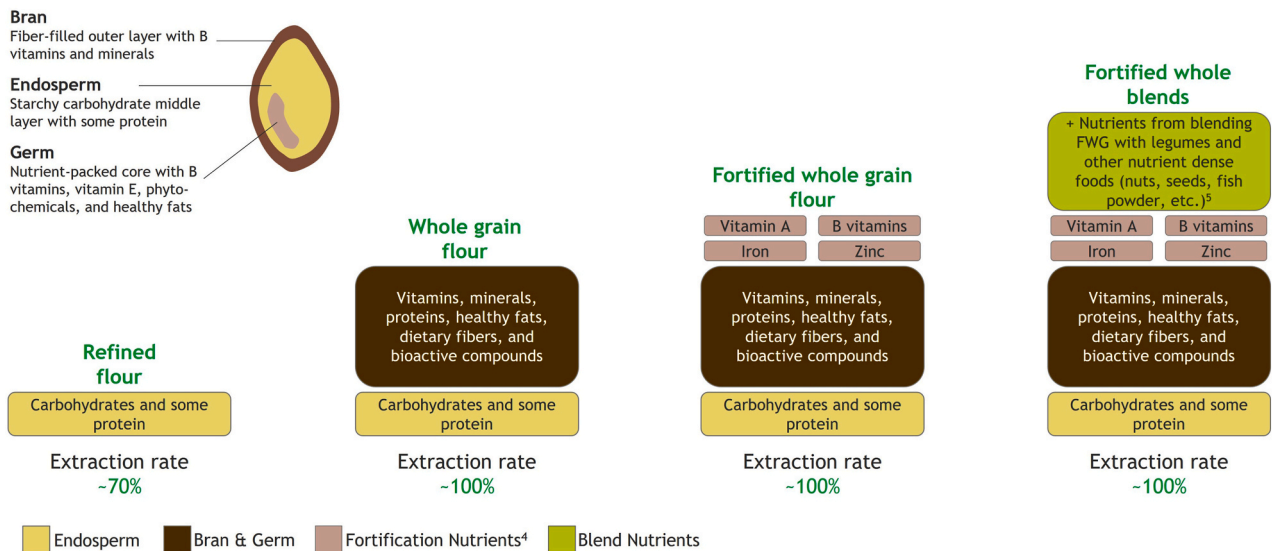 Bran
Fiber-filled outer layer with B
vitamins and minerals
Endosperm
Starchy carbohydrate middle
layer with some protein
Germ
Nutrient-packed core with B
vitamins, vitamin E, phyto-
chemicals, and healthy fats
Refined
flour
Carbohydrates and some
protein
Extraction rate
~70%
Whole grain
flour
Vitamins, minerals,
proteins, healthy fats,
dietary fibers, and
bioactive compounds
Carbohydrates and some
protein
Extraction rate
~100%
Fortified whole grain
flour
Vitamin A
B vitamins
Iron
Zinc
Vitamins, minerals,
proteins, healthy fats,
dietary fibers, and
bioactive compounds
Carbohydrates and some
protein
Extraction rate
~100%
Fortified whole
blends
+ Nutrients from blending
FWG with legumes and
other nutrient dense
foods (nuts, seeds, fish
powder, etc.)⁵
Vitamin A
B vitamins
Iron
Zinc
Vitamins, minerals,
proteins, healthy fats,
dietary fibers, and
bioactive compounds
Carbohydrates and some
protein
Extraction rate
~100%
Endosperm
Bran & Germ
Fortification Nutrients⁴
Blend Nutrients